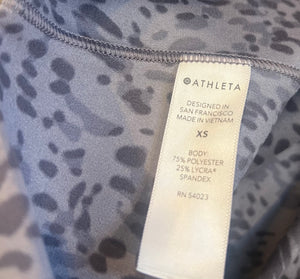 ATHLETA
DESIGNED IN
SAN FRANCISCO
MADE IN VIETNAM
XS
BODY
75% POLYESTER
25% LYCRA®
SPANDEX
RN 54023